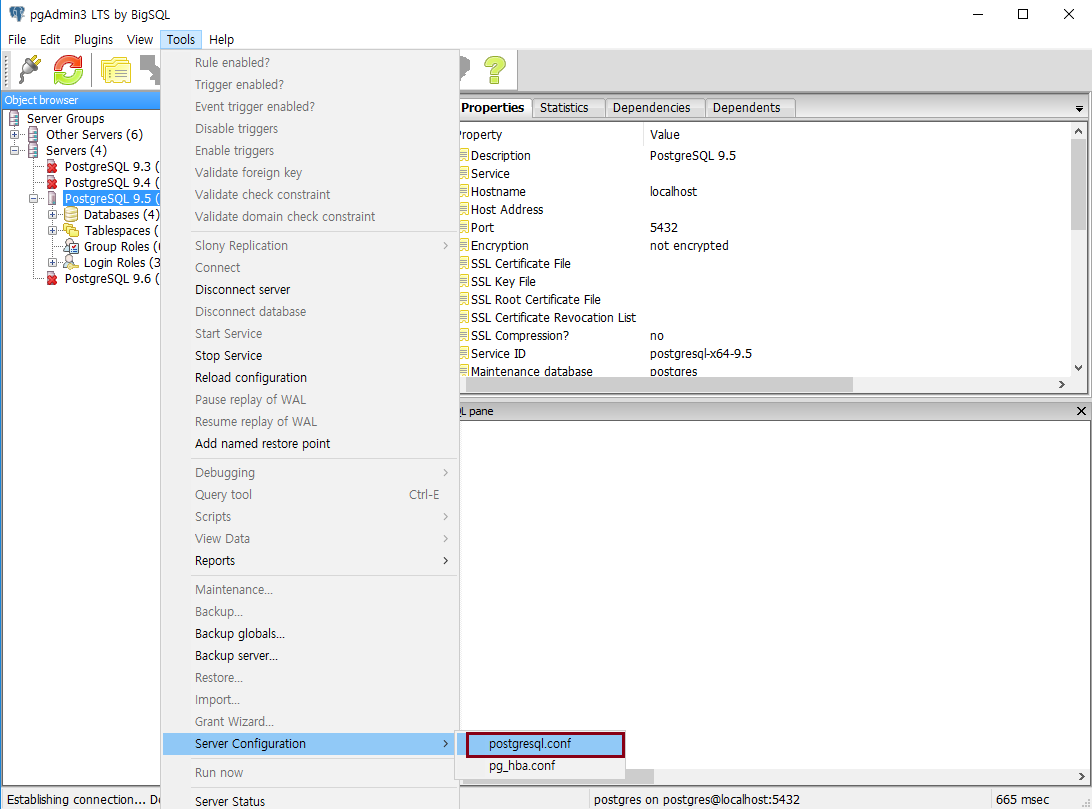 pgAdmin3 LTS by BigSQL
File Edit Plugins View Tools Help
Object browser
Server Groups
Other Servers (6)
Servers (4)
PostgreSQL 9.3 (
PostgreSQL 9.4 (
PostgreSQL 9.5 (
Databases (4)
Tablespaces (
Group Roles (
Login Roles (3
PostgreSQL 9.6 (
Rule enabled?
Trigger enabled?
Event trigger enabled?
Disable triggers
Enable triggers
Validate foreign key
Validate check constraint
Validate domain check constraint
Slony Replication
Connect
Disconnect server
Disconnect database
Start Service
Stop Service
Reload configuration
Pause replay of WAL
Resume replay of WAL
Add named restore point
Debugging
Query tool Ctrl-E
Scripts
View Data
Reports
Maintenance...
Backup...
Backup globals...
Backup server...
Restore...
Import...
Grant Wizard...
Server Configuration
Run now
Server Status
postgresql.conf
pg_hba.conf
Properties Statistics Dependencies Dependents
roperty Value
Description PostgreSQL 9.5
Service
Hostname localhost
Host Address
Port 5432
Encryption not encrypted
SSL Certificate File
SSL Key File
SSL Root Certificate File
SSL Certificate Revocation List
SSL Compression? no
Service ID postgresql-x64-9.5
Maintenance database postgres
QL pane
Establishing connection... Do
postgres on postgres@localhost:5432
665 msec